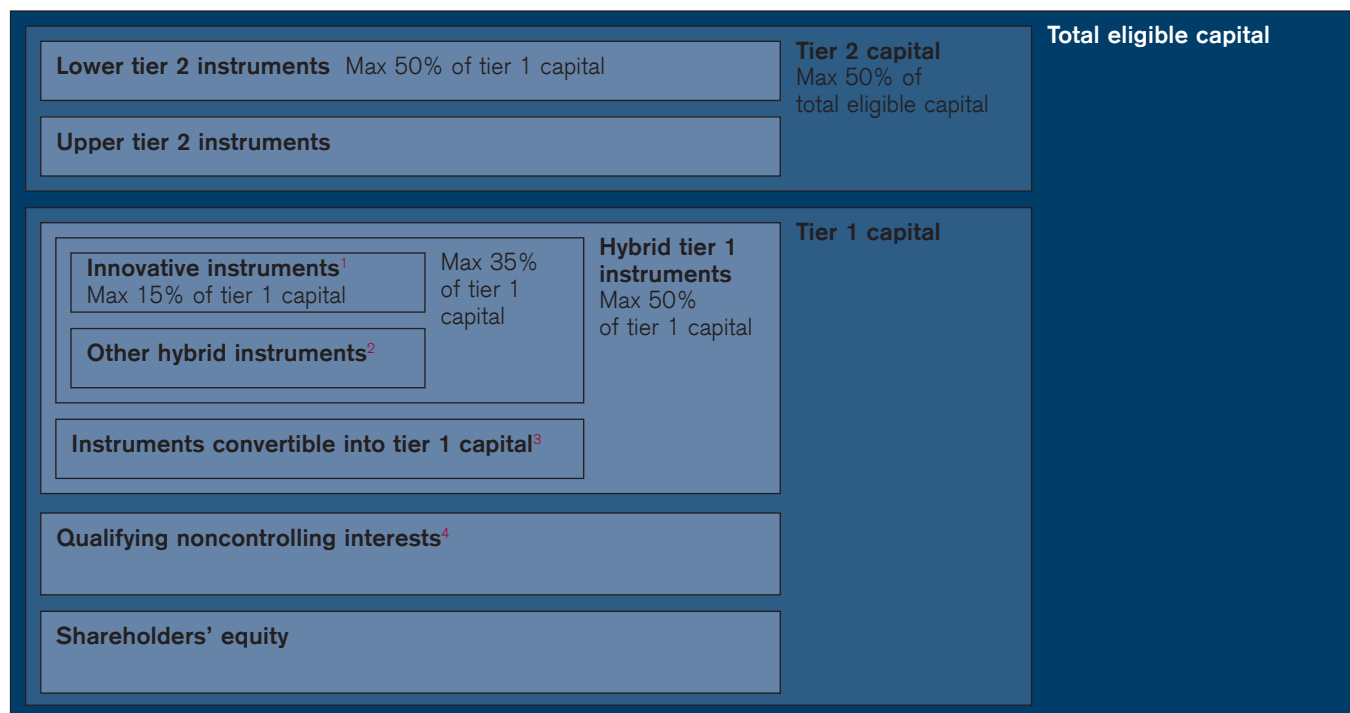 Total eligible capital
Tier 2 capital
Max 50% of
total eligible capital
Lower tier 2 instruments Max 50% of tier 1 capital
Upper tier 2 instruments
Tier 1 capital
Hybrid tier 1
instruments
Max 50%
of tier 1 capital
Max 35%
of tier 1
capital
Innovative instruments¹
Max 15% of tier 1 capital
Other hybrid instruments²
Instruments convertible into tier 1 capital³
Qualifying noncontrolling interests⁴
Shareholders’ equity